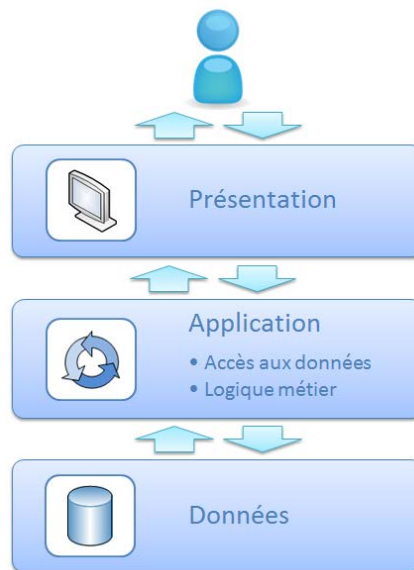 Présentation
Application
• Accès aux données
• Logique métier
Données